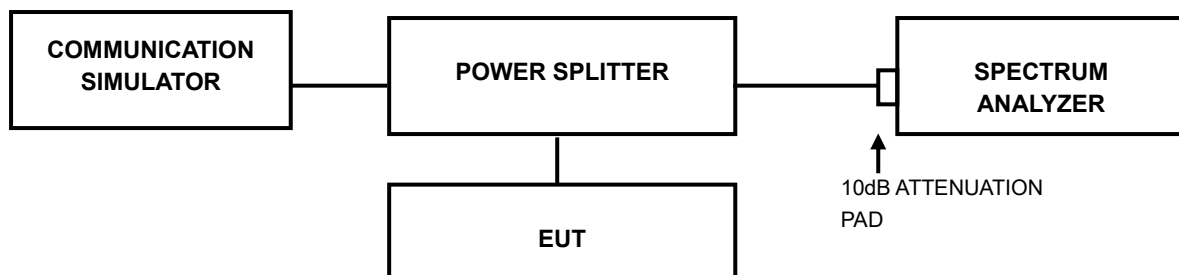 COMMUNICATION
SIMULATOR
POWER SPLITTER
SPECTRUM
ANALYZER
10dB ATTENUATION
PAD
EUT